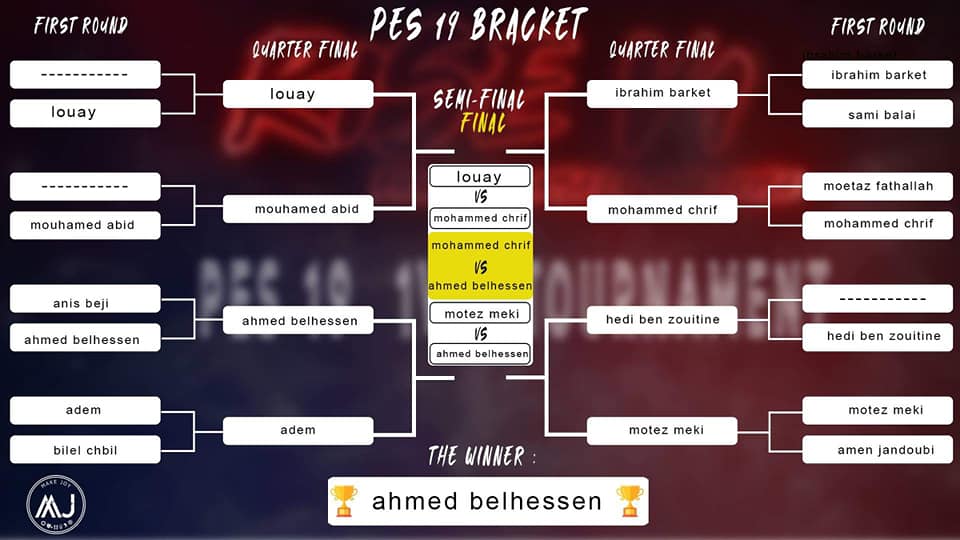 PES 19 BRACKET
FIRST ROUND
QUARTER FINAL
SEMI-FINAL
FINAL
QUARTER FINAL
FIRST ROUND
-----------
louay
-----------
mouhamed abid
anis beji
ahmed belhessen
adem
bilel chbil
louay
mouhamed abid
ahmed belhessen
adem
louay
VS
mohammed chrif
mohammed chrif
VS
ahmed belhessen
motez meki
VS
ahmed belhessen
ibrahim barket
mohammed chrif
hedi ben zouitine
motez meki
ibrahim barket
sami balai
moetaz fathallah
mohammed chrif
-----------
hedi ben zouitine
motez meki
amen jandoubi
PES 19
TOURNAMENT
THE WINNER :
ahmed belhessen
MAKE JOY
MJ